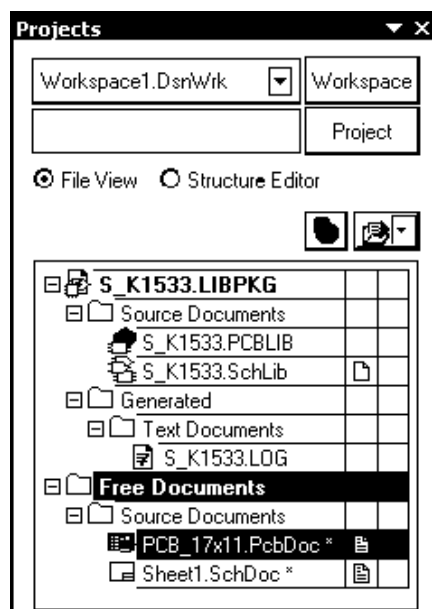 Projects
Workspace1.DsnWrk
Workspace
Project
File View
Structure Editor
S_K1533.LIBPKG
Source Documents
S_K1533.PCBLIB
S_K1533.SchLib
Generated
Text Documents
S_K1533.LOG
Free Documents
Source Documents
PCB_17x11.PcbDoc *
Sheet1.SchDoc *